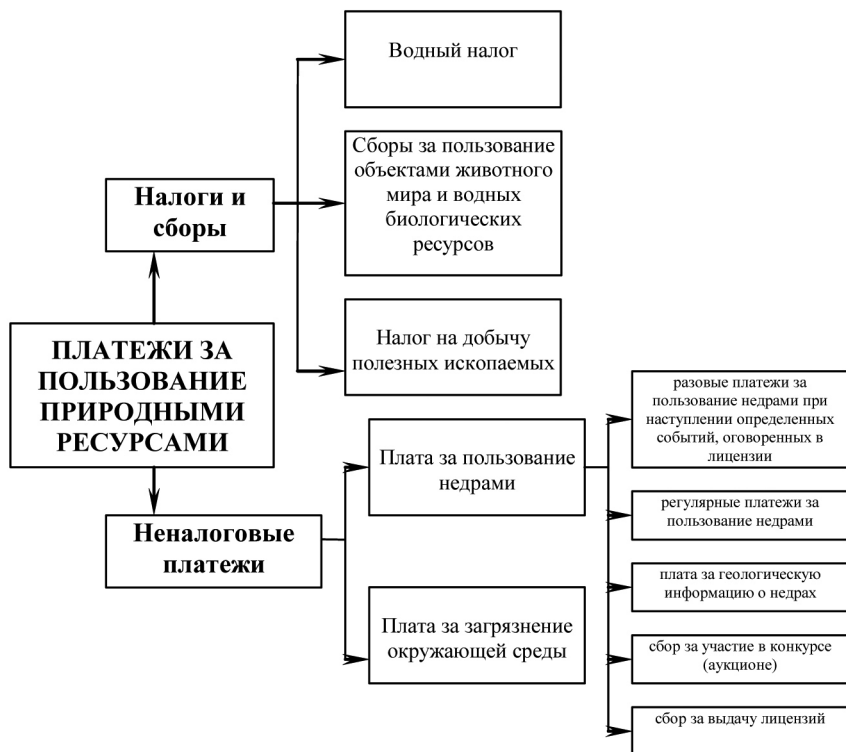 Водный налог
Сборы за пользование
объектами животного
мира и водных
биологических
ресурсов
Налоги и
сборы
Налог на добычу
полезных ископаемых
ПЛАТЕЖИ ЗА
ПОЛЬЗОВАНИЕ
ПРИРОДНЫМИ
РЕСУРСАМИ
Неналоговые
платежи
Плата за пользование
недрами
Плата за загрязнение
окружающей среды
разовые платежи за
пользование недрами при
наступлении определенных
событий, оговоренных в
лицензии
регулярные платежи за
пользование недрами
плата за геологическую
информацию о недрах
сбор за участие в конкурсе
(аукционе)
сбор за выдачу лицензий